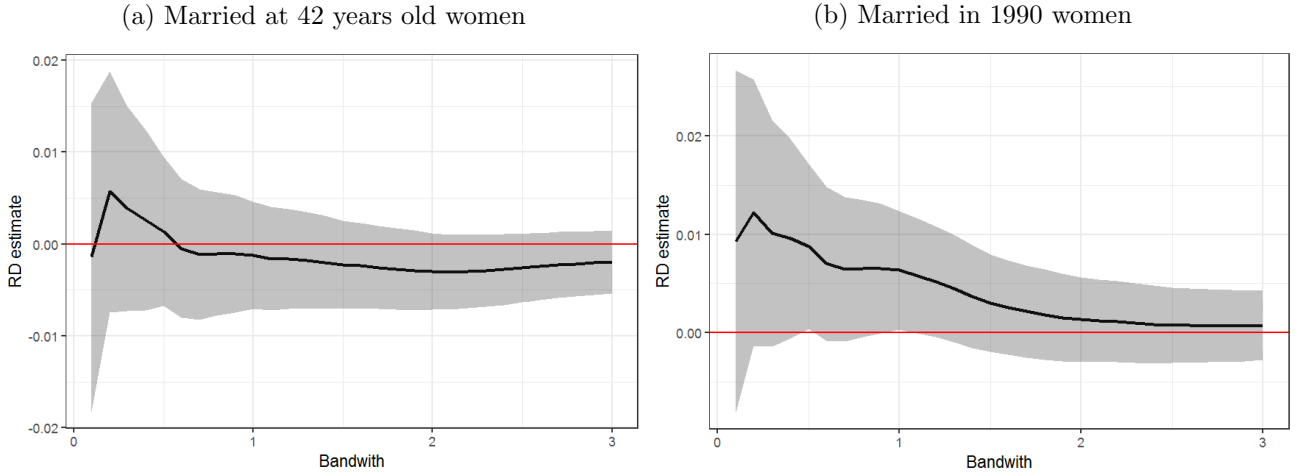 (a) Married at 42 years old women
0.02
0.01
0.00
-0.01
-0.02
RD estimate
0
1
2
3
Bandwith
(b) Married in 1990 women
0.02
0.01
0.00
RD estimate
0
1
2
3
Bandwith